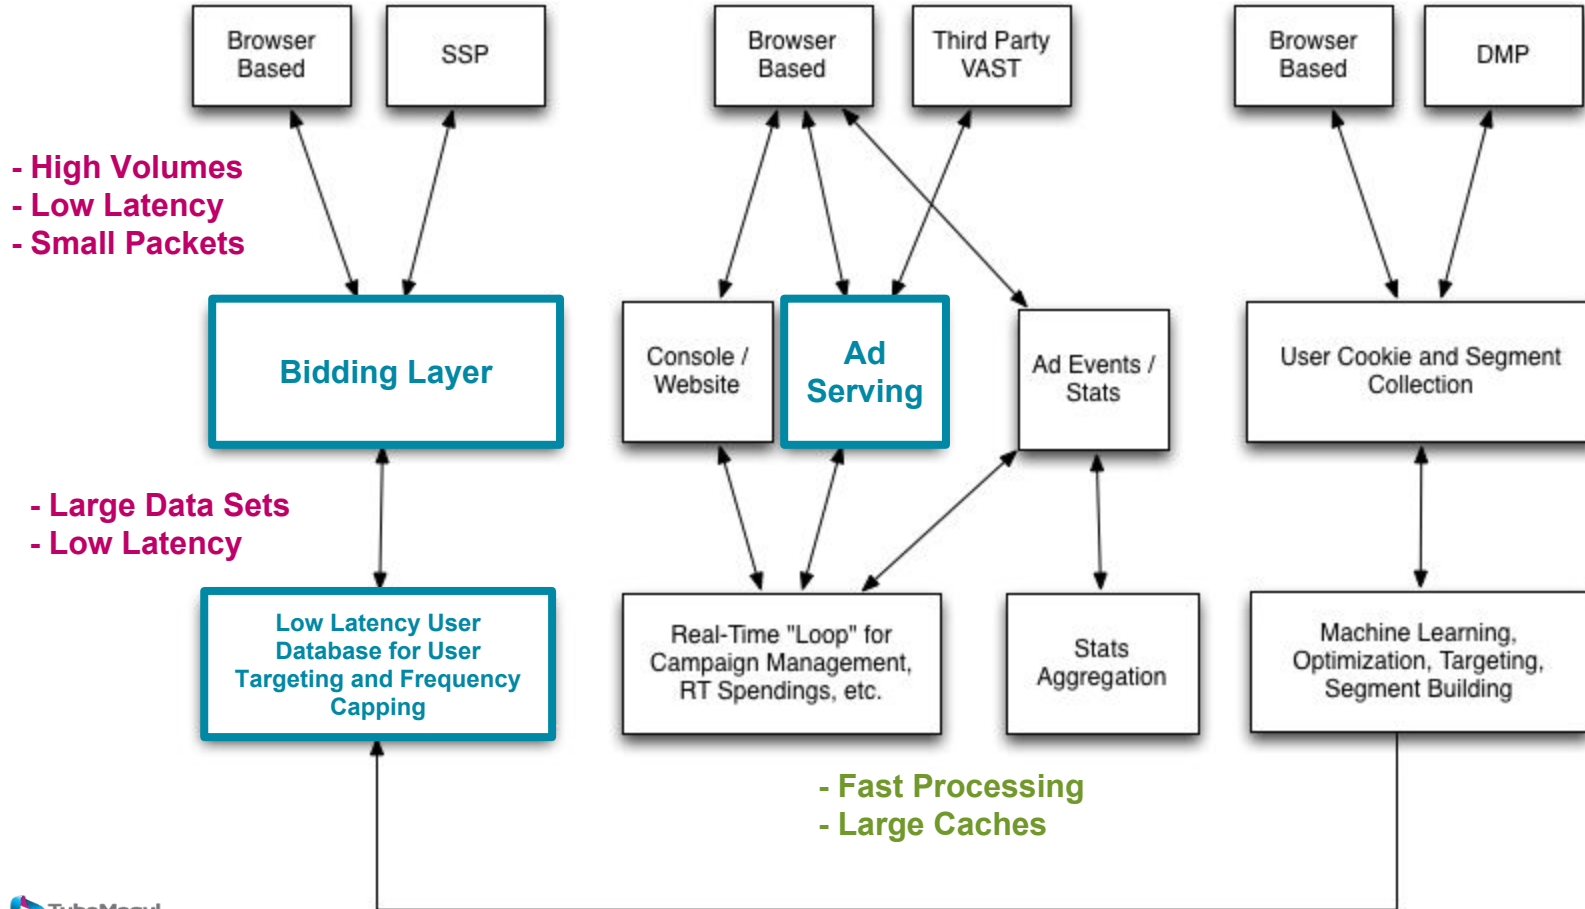 Browser
Based
SSP
Browser
Based
Third Party
VAST
Browser
Based
DMP
- High Volumes
- Low Latency
- Small Packets
Bidding Layer
Console /
Website
Ad
Serving
Ad Events /
Stats
User Cookie and Segment
Collection
- Large Data Sets
- Low Latency
Low Latency User
Database for User
Targeting and Frequency
Capping
Real-Time "Loop" for
Campaign Management,
RT Spendings, etc.
Stats
Aggregation
Machine Learning,
Optimization, Targeting,
Segment Building
- Fast Processing
- Large Caches
TubeMogul